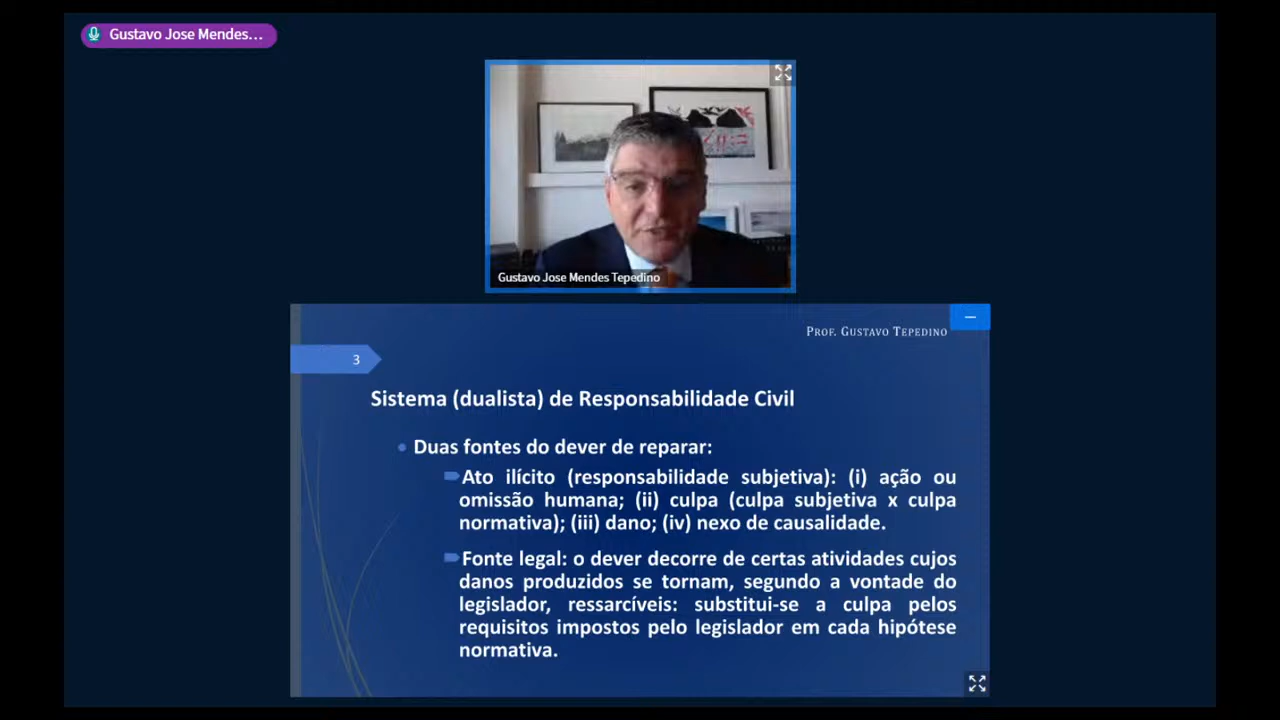 Gustavo Jose Mendes...
Gustavo Jose Mendes Tepedino
PROF. GUSTAVO TEPEDINO
3
Sistema (dualista) de Responsabilidade Civil
Duas fontes do dever de reparar:
Ato ilícito (responsabilidade subjetiva): (i) ação ou
omissão humana; (ii) culpa (culpa subjetiva x culpa
normativa); (iii) dano; (iv) nexo de causalidade.
Fonte legal: o dever decorre de certas atividades cujos
danos produzidos se tornam, segundo a vontade do
legislador, ressarcíveis: substitui-se a culpa pelos
requisitos impostos pelo legislador em cada hipótese
normativa.